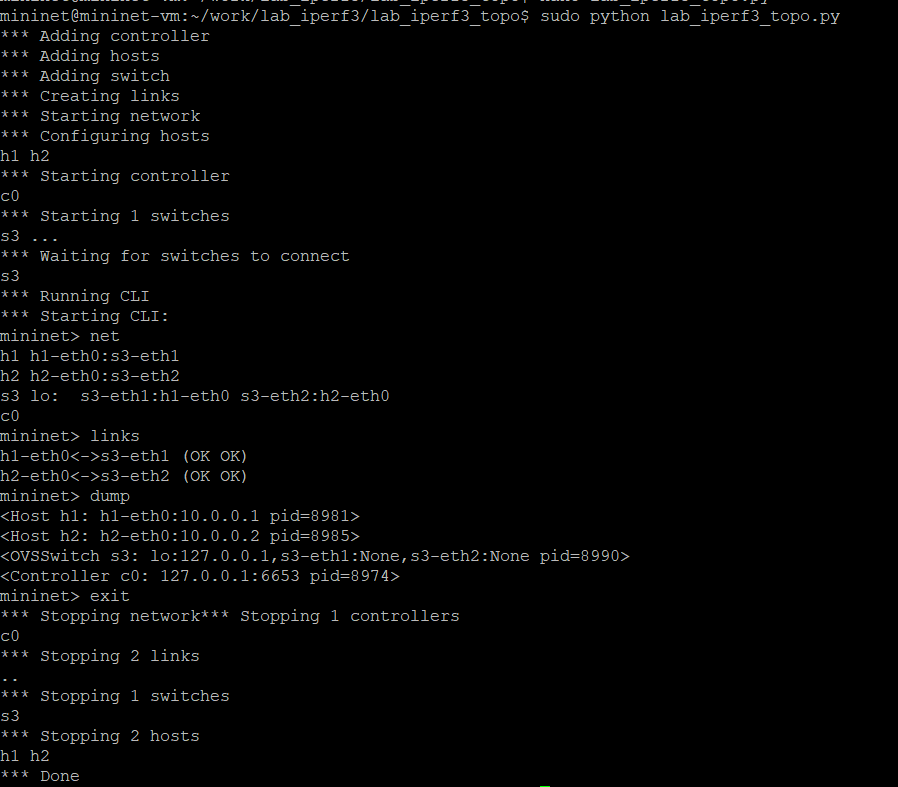 mininet@mininet-vm:~/work/lab_iperf3/lab_iperf3_topo$ sudo python lab_iperf3_topo.py
*** Adding controller
*** Adding hosts
*** Adding switch
*** Creating links
*** Starting network
*** Configuring hosts
h1 h2
*** Starting controller
c0
*** Starting 1 switches
s3 ...
*** Waiting for switches to connect
s3
*** Running CLI
*** Starting CLI:
mininet> net
h1 h1-eth0:s3-eth1
h2 h2-eth0:s3-eth2
s3 lo:  s3-eth1:h1-eth0 s3-eth2:h2-eth0
c0
mininet> links
h1-eth0<->s3-eth1 (OK OK)
h2-eth0<->s3-eth2 (OK OK)
mininet> dump
<Host h1: h1-eth0:10.0.0.1 pid=8981>
<Host h2: h2-eth0:10.0.0.2 pid=8985>
<OVSSwitch s3: lo:127.0.0.1,s3-eth1:None,s3-eth2:None pid=8990>
<Controller c0: 127.0.0.1:6653 pid=8974>
mininet> exit
*** Stopping network*** Stopping 1 controllers
c0
*** Stopping 2 links
..
*** Stopping 1 switches
s3
*** Stopping 2 hosts
h1 h2
*** Done